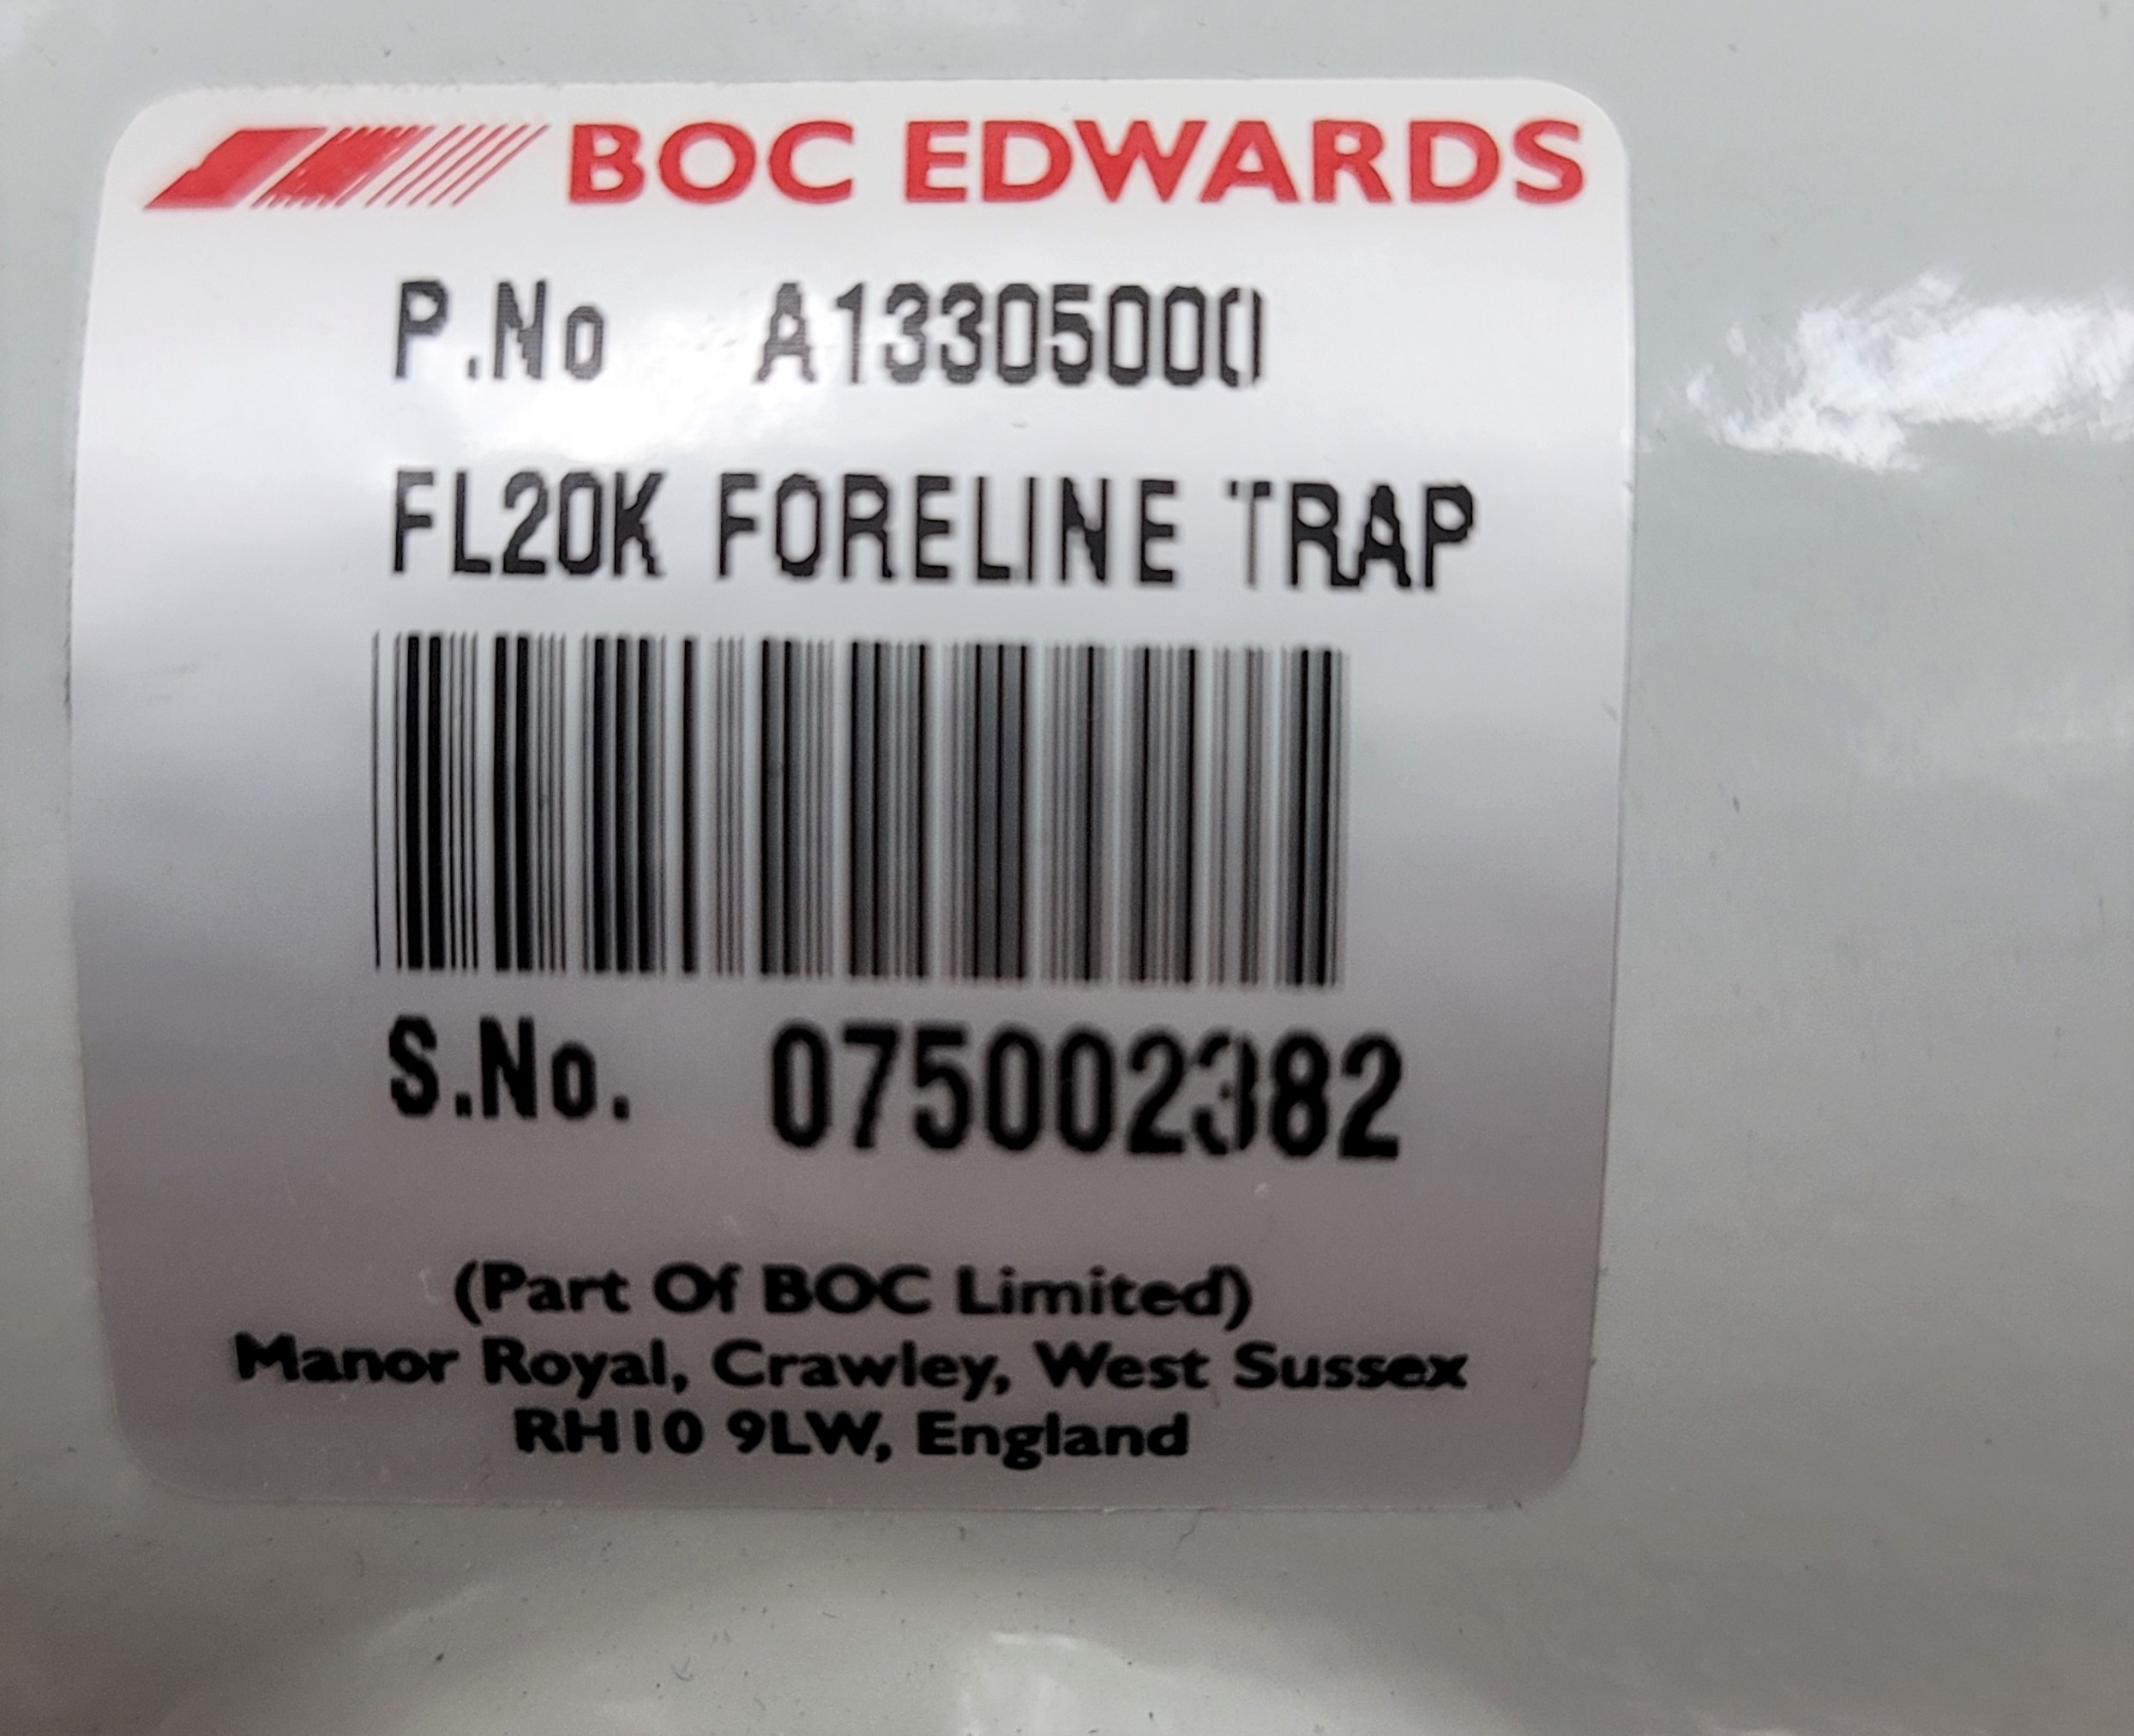 BOC EDWARDS
P.No A13305000
FL20K FORELINE TRAP
S.No. 075002382
(Part Of BOC Limited)
Manor Royal, Crawley, West Sussex
RH10 9LW, England